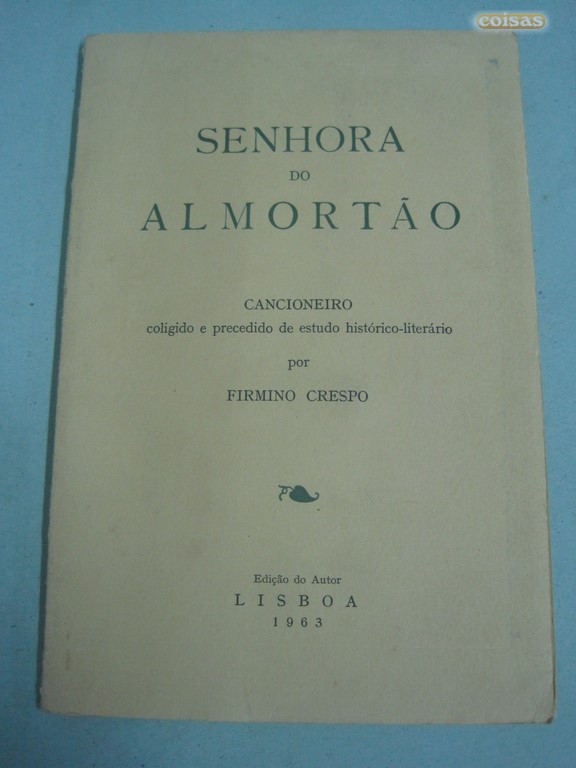 coisas
SENHORA
DO
ALMORTÃO
CANCIONEIRO
coligido e precedido de estudo histórico-literário
por
FIRMINO CRESPO
Edição do Autor
LISBOA
1963